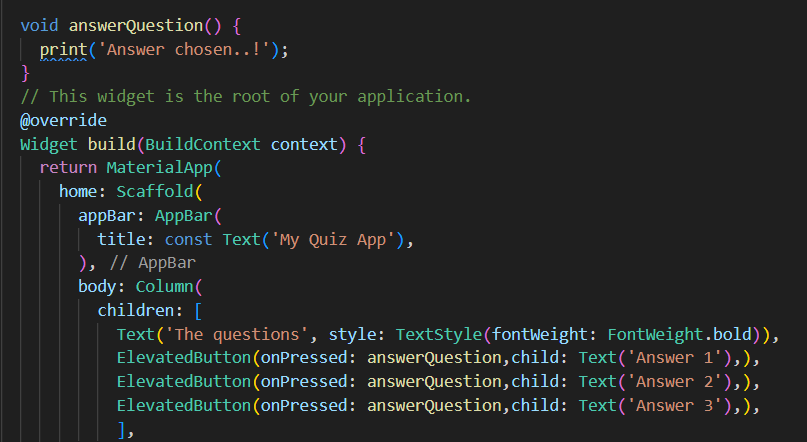 void answerQuestion() {
print('Answer chosen..!');
}
// This widget is the root of your application.
@override
Widget build(BuildContext context) {
return MaterialApp(
home: Scaffold(
appBar: AppBar(
title: const Text('My Quiz App'),
), // AppBar
body: Column(
children: [
Text('The questions', style: TextStyle(fontWeight: FontWeight.bold)),
ElevatedButton(onPressed: answerQuestion,child: Text('Answer 1'),),
ElevatedButton(onPressed: answerQuestion,child: Text('Answer 2'),),
ElevatedButton(onPressed: answerQuestion,child: Text('Answer 3'),),
],